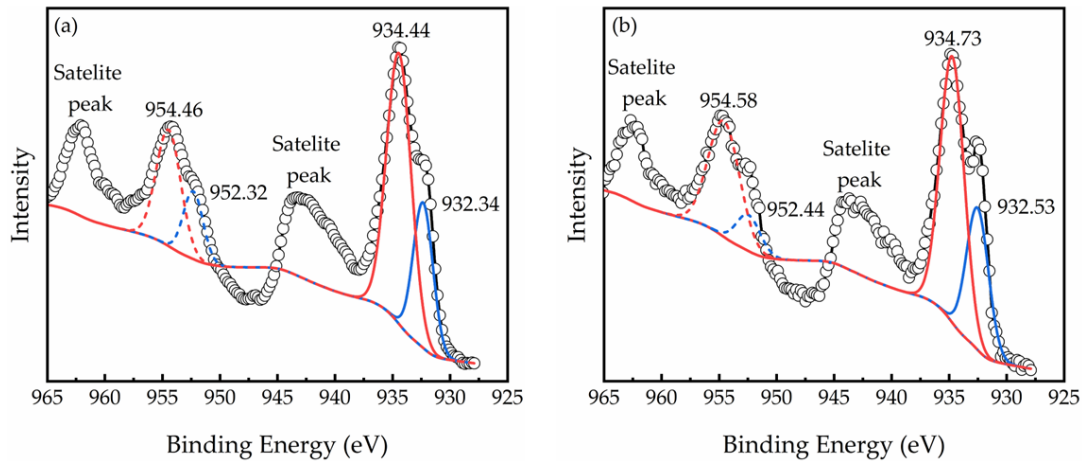 (a)
934.44
Satelite
peak
954.46
Satelite
peak
952.32
932.34
Intensity
965 960 955 950 945 940 935 930 925
Binding Energy (eV)
(b)
934.73
Satelite
peak
954.58
Satelite
peak
952.44
932.53
Intensity
965 960 955 950 945 940 935 930 925
Binding Energy (eV)